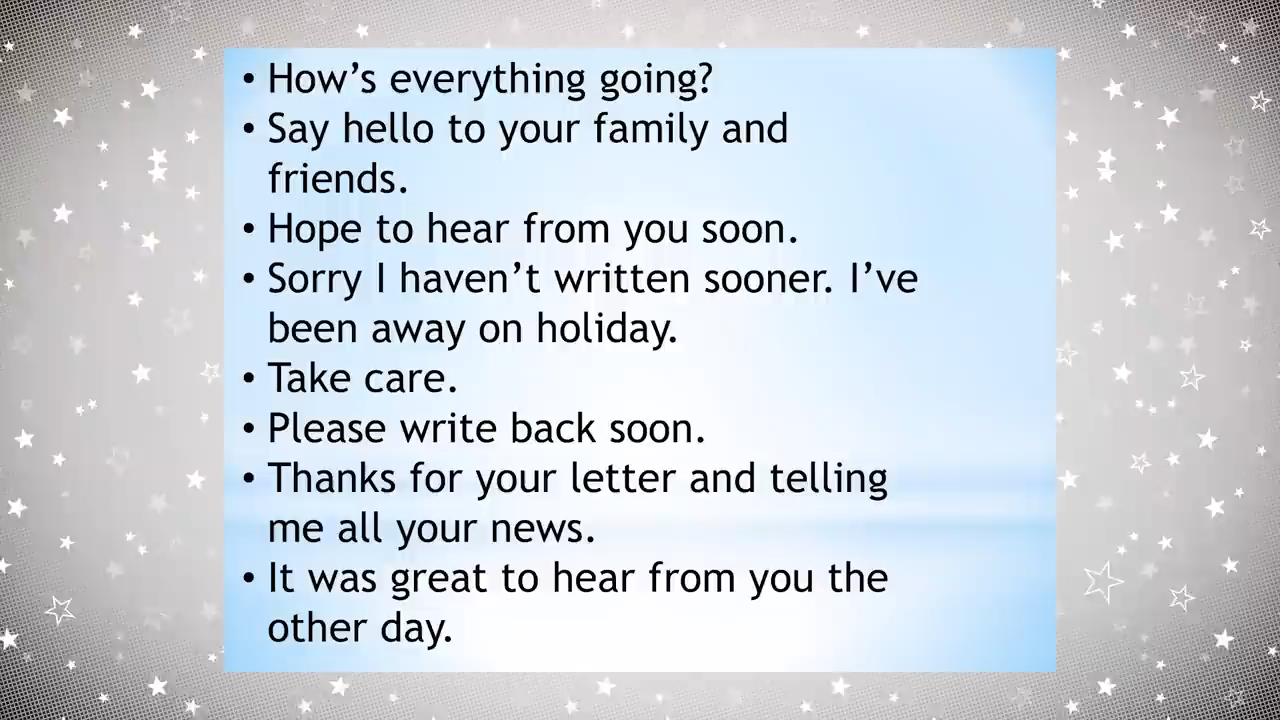 • How’s everything going?
• Say hello to your family and
friends.
• Hope to hear from you soon.
• Sorry I haven’t written sooner. I’ve
been away on holiday.
• Take care.
• Please write back soon.
• Thanks for your letter and telling
me all your news.
• It was great to hear from you the
other day.